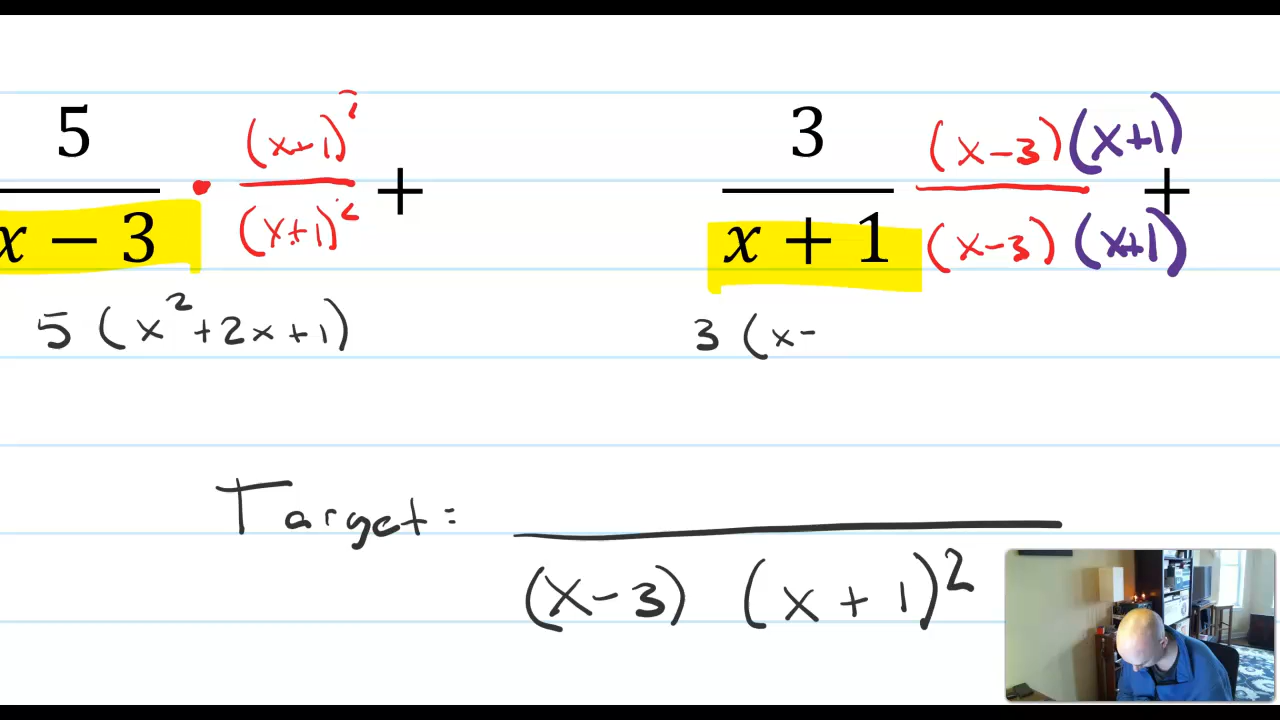 5/(x − 3) • (x+1)²/(x+1)² + 3/(x + 1) (x−3)(x+1)/(x−3)(x+1) +
5 (x² + 2x + 1) 3 (x−
Target = ―/(x−3) (x+1)²